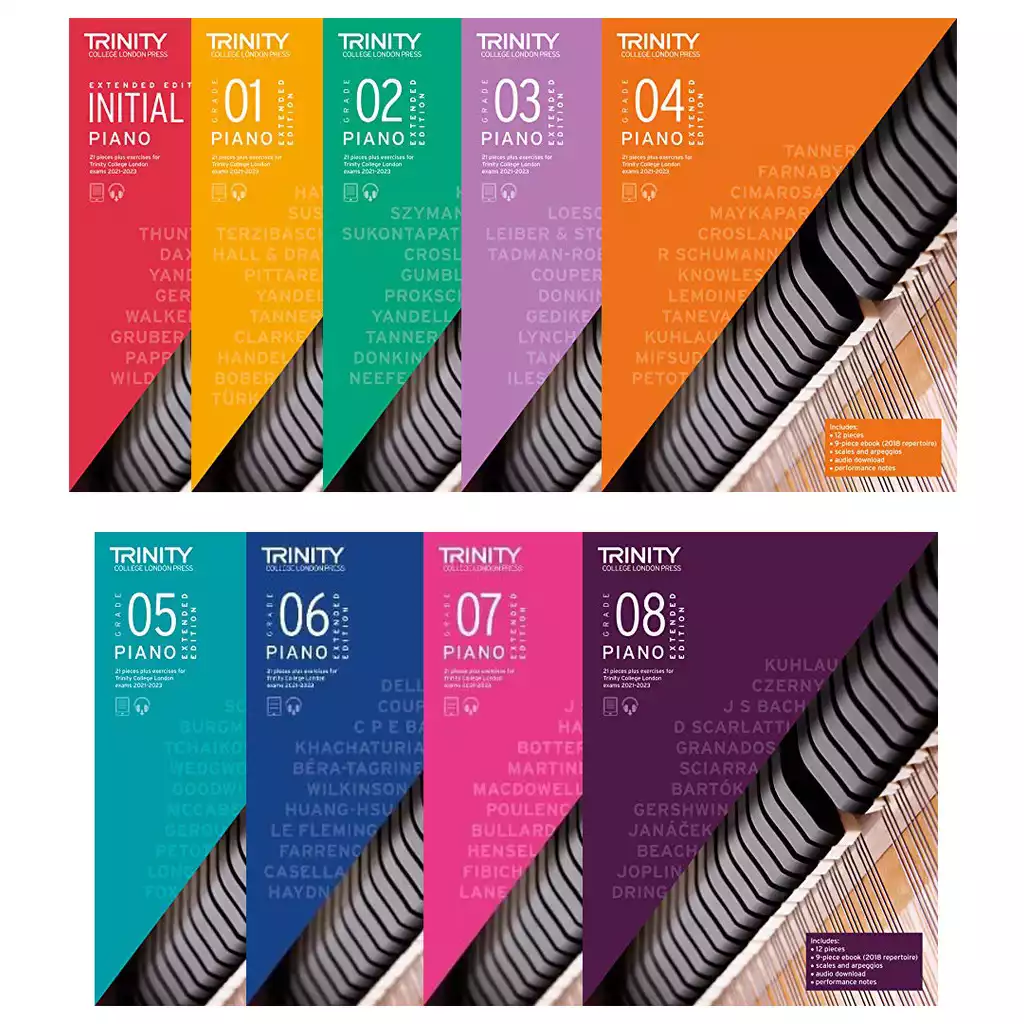 TRINITY
COLLEGE LONDON PRESS
EXTENDED EDIT
INITIAL
PIANO
21 pieces plus exercises for
Trinity College London
exams 2021-2023
THUN
DAX
YAND
GER
WALKE
GRUBER
PAPP
WILD
TRINITY
COLLEGE LONDON PRESS
GRADE
01
EXTENDED
EDITION
PIANO
21 pieces plus exercises for
Trinity College London
exams 2021-2023
HA
SUS
TERZIBASC
HALL & DRA
PITTARE
YANDEL
TANNER
CLARKE
HANDEL
BOBER
TÜRK
TRINITY
COLLEGE LONDON PRESS
GRADE
02
EXTENDED
EDITION
PIANO
21 pieces plus exercises for
Trinity College London
exams 2021-2023
H
SZYMAN
SUKONTAPAT
CROSL
GUMBL
PROKSC
YANDELL
TANNER
DONKIN
NEEFE
TRINITY
COLLEGE LONDON PRESS
GRADE
03
EXTENDED
EDITION
PIANO
21 pieces plus exercises for
Trinity College London
exams 2021-2023
LOESC
LEIBER & STO
TADMAN-ROB
COUPER
DONKIN
GEDIKE
LYNCH
TAN
ILES
TRINITY
COLLEGE LONDON PRESS
GRADE
04
EXTENDED
EDITION
PIANO
21 pieces plus exercises for
Trinity College London
exams 2021-2023
TANNER
FARNABY
CIMAROSA
MAYKAPAR
CROSLAND
R SCHUMANN
KNOWLES
LEMOINE
TANEVA
KUHLAU
MIFSUD
PETOT
Includes:
• 12 pieces
• 9-piece ebook (2018 repertoire)
• scales and arpeggios
• audio download
• performance notes
TRINITY
COLLEGE LONDON PRESS
GRADE
05
EXTENDED
EDITION
PIANO
21 pieces plus exercises for
Trinity College London
exams 2021-2023
SC
BURGM
TCHAIKO
WEDGWO
GOODWI
MCCABE
GEROU
PETOT
LONG
FOX
TRINITY
COLLEGE LONDON PRESS
GRADE
06
EXTENDED
EDITION
PIANO
21 pieces plus exercises for
Trinity College London
exams 2021-2023
DELL
COUP
C P E BA
KHACHATURIA
BĒRA-TAGRINE
WILKINSON
HUANG-HSU
LE FLEMING
FARRENC
CASELLA
HAYDN
TRINITY
COLLEGE LONDON PRESS
GRADE
07
EXTENDED
EDITION
PIANO
21 pieces plus exercises for
Trinity College London
exams 2021-2023
J S
HA
BOTTER
MARTIN
MACDOWELL
POULENC
BULLARD
HENSEL
FIBICH
LANE
TRINITY
COLLEGE LONDON PRESS
GRADE
08
EXTENDED
EDITION
PIANO
21 pieces plus exercises for
Trinity College London
exams 2021-2023
KUHLAU
CZERNY
J S BACH
D SCARLATTI
GRANADOS
SCIARRA
BARTÓK
GERSHWIN
JANÁČEK
BEACH
JOPLIN
DRING
Includes:
• 12 pieces
• 9-piece ebook (2018 repertoire)
• scales and arpeggios
• audio download
• performance notes